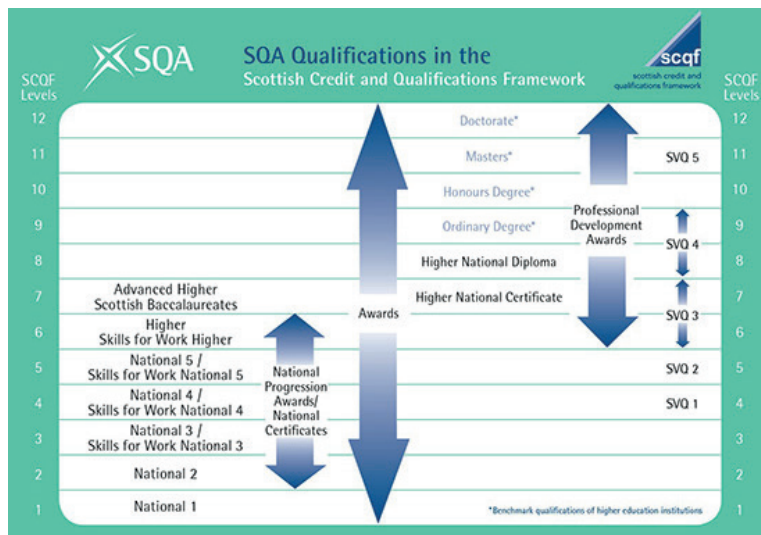 SQA
SQA Qualifications in the
Scottish Credit and Qualifications Framework
scqf
scottish credit and
qualifications framework
SCQF
Levels
SCQF
Levels
12
Doctorate*
12
11
Masters*
SVQ 5
11
10
Honours Degree*
10
9
Ordinary Degree*
Professional
Development
Awards
SVQ 4
9
8
Higher National Diploma
8
7
Advanced Higher
Scottish Baccalaureates
Awards
Higher National Certificate
SVQ 3
7
6
Higher
Skills for Work Higher
6
5
National 5 /
Skills for Work National 5
National
Progression
Awards/
National
Certificates
SVQ 2
5
4
National 4 /
Skills for Work National 4
SVQ 1
4
3
National 3 /
Skills for Work National 3
3
2
National 2
2
1
National 1
*Benchmark qualifications of higher education institutions
1